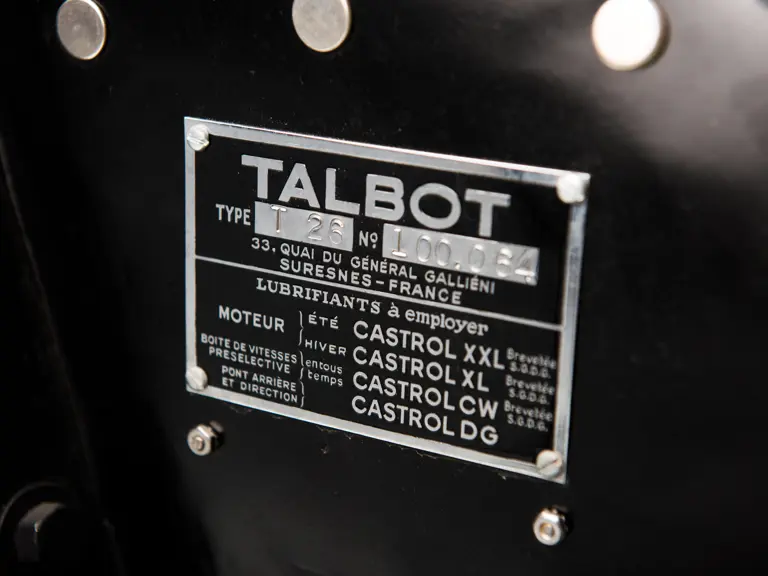 TALBOT
TYPE T 26 Nº 100.064
33, QUAI DU GÉNÉRAL GALLIÉNI
SURESNES-FRANCE
LUBRIFIANTS à employer
MOTEUR } ÉTÉ CASTROL XXL Brevetée S.G.D.G.
HIVER CASTROL XL Brevetée S.G.D.G.
BOITE DE VITESSES PRESELECTIVE } en tous temps CASTROL CW Brevetée S.G.D.G.
PONT ARRIÈRE ET DIRECTION } CASTROL DG